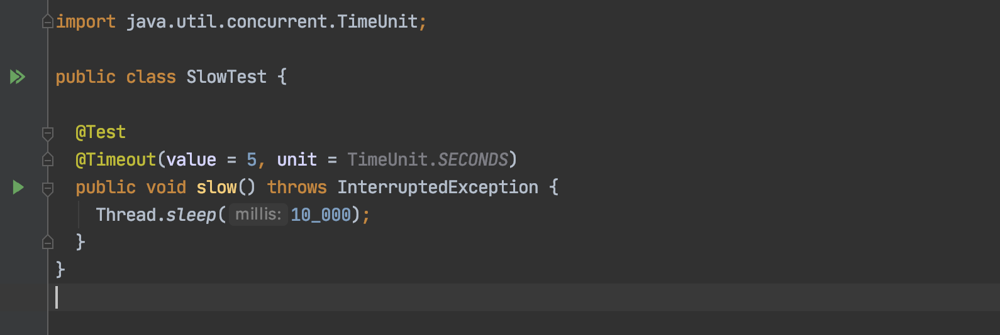 import java.util.concurrent.TimeUnit;
public class SlowTest {
@Test
@Timeout(value = 5, unit = TimeUnit.SECONDS)
public void slow() throws InterruptedException {
Thread.sleep( millis: 10_000);
}
}